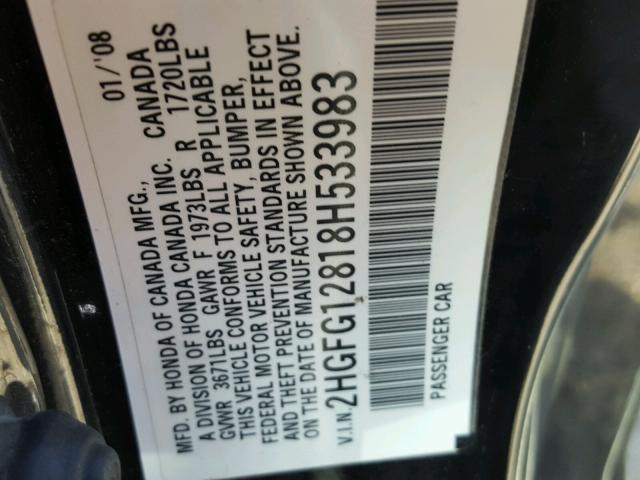 MFD. BY HONDA OF CANADA MFG., 01/'08
A DIVISION OF HONDA CANADA INC. CANADA
GVWR 3671LBS GAWR F 1973LBS R 1720LBS
THIS VEHICLE CONFORMS TO ALL APPLICABLE
FEDERAL MOTOR VEHICLE SAFETY, BUMPER,
AND THEFT PREVENTION STANDARDS IN EFFECT
ON THE DATE OF MANUFACTURE SHOWN ABOVE.
V.I.N. 2HGFG12818H533983
PASSENGER CAR